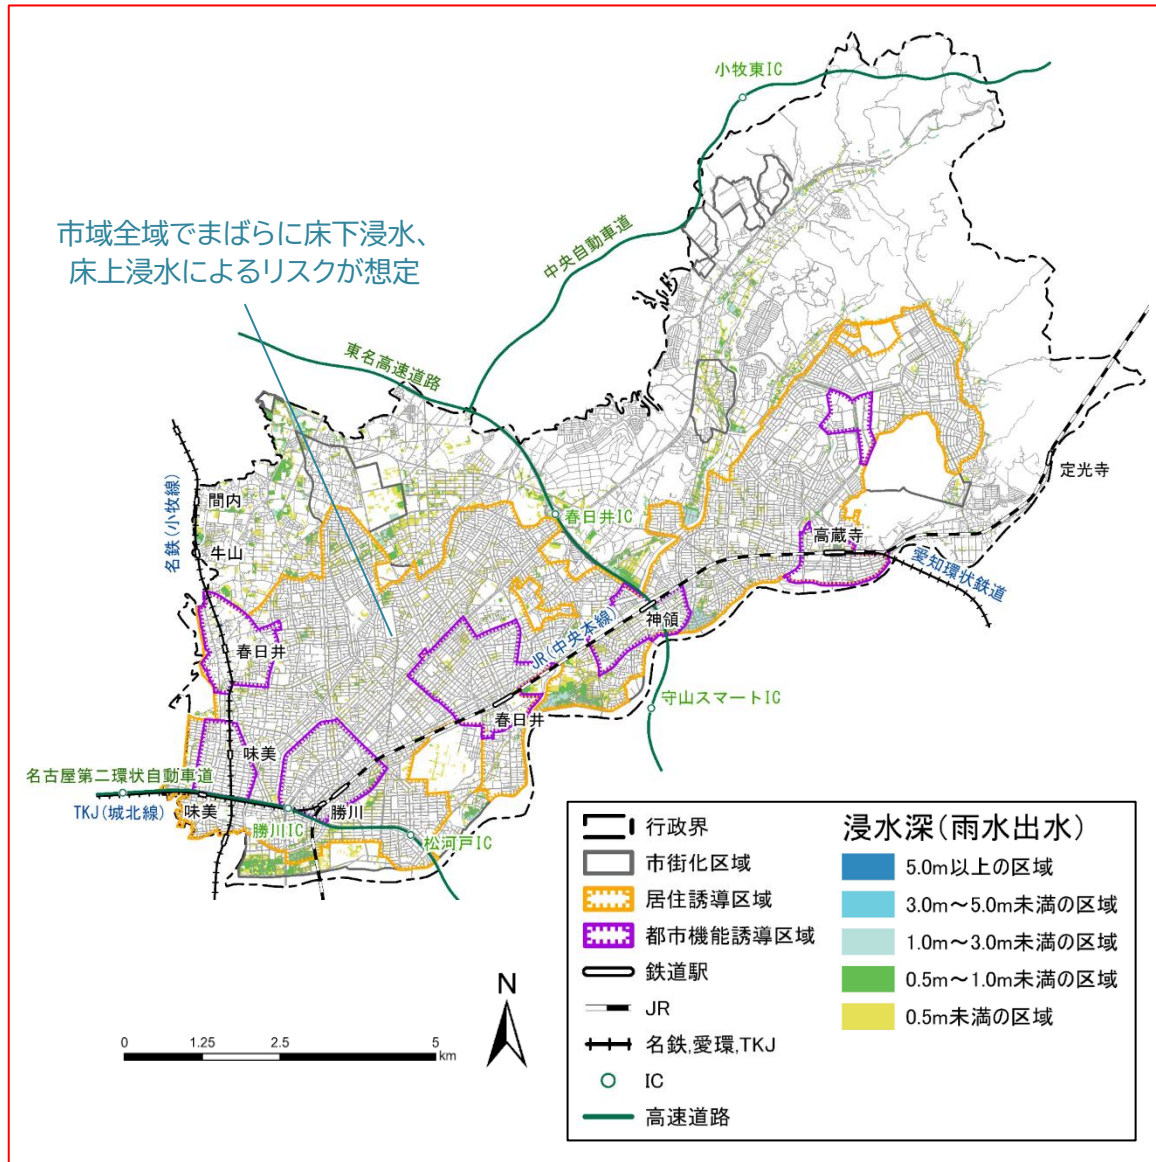 小牧東IC
市域全域でまばらに床下浸水、
床上浸水によるリスクが想定
中央自動車道
東名高速道路
名鉄(小牧線)
間内
牛山
春日井IC
定光寺
高蔵寺
愛知環状鉄道
神領
JR(中央本線)
春日井
守山スマートIC
春日井
味美
名古屋第二環状自動車道
TKJ(城北線)
味美
勝川
勝川IC
松河戸IC
行政界
市街化区域
居住誘導区域
都市機能誘導区域
鉄道駅
JR
名鉄,愛環,TKJ
IC
高速道路
浸水深(雨水出水)
5.0m以上の区域
3.0m~5.0m未満の区域
1.0m~3.0m未満の区域
0.5m~1.0m未満の区域
0.5m未満の区域
N
0 1.25 2.5 5
km